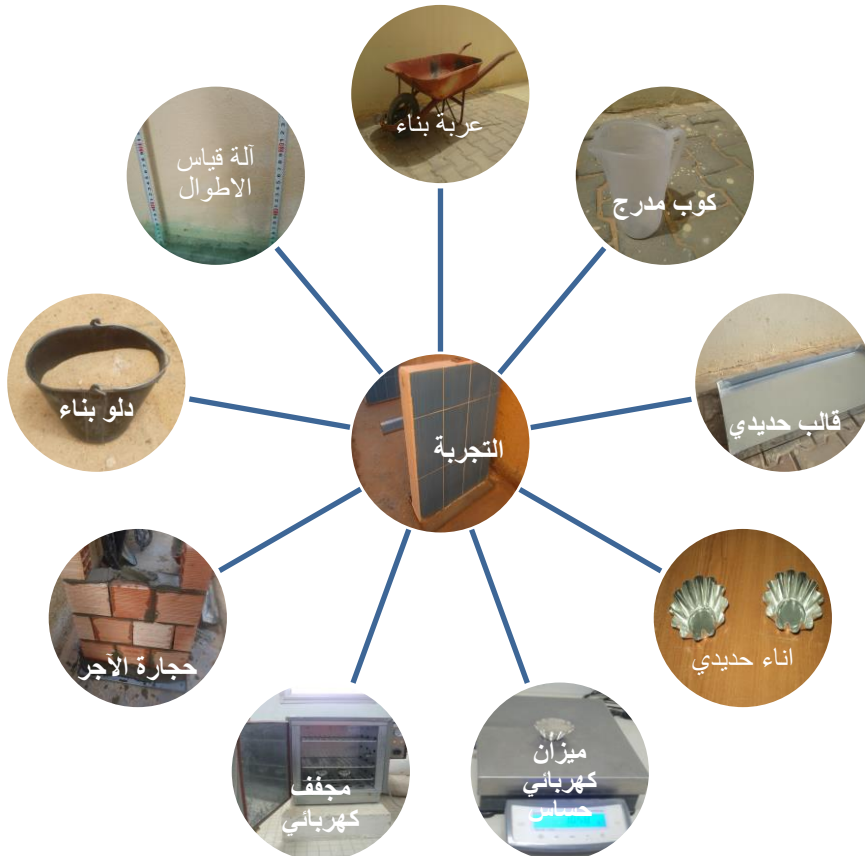 عربة بناء
كوب مدرج
قالب حديدي
اناء حديدي
ميزان
كهربائي
حساس
مجفف
كهربائي
حجارة الآجر
دلو بناء
آلة قياس
الاطوال
التجربة